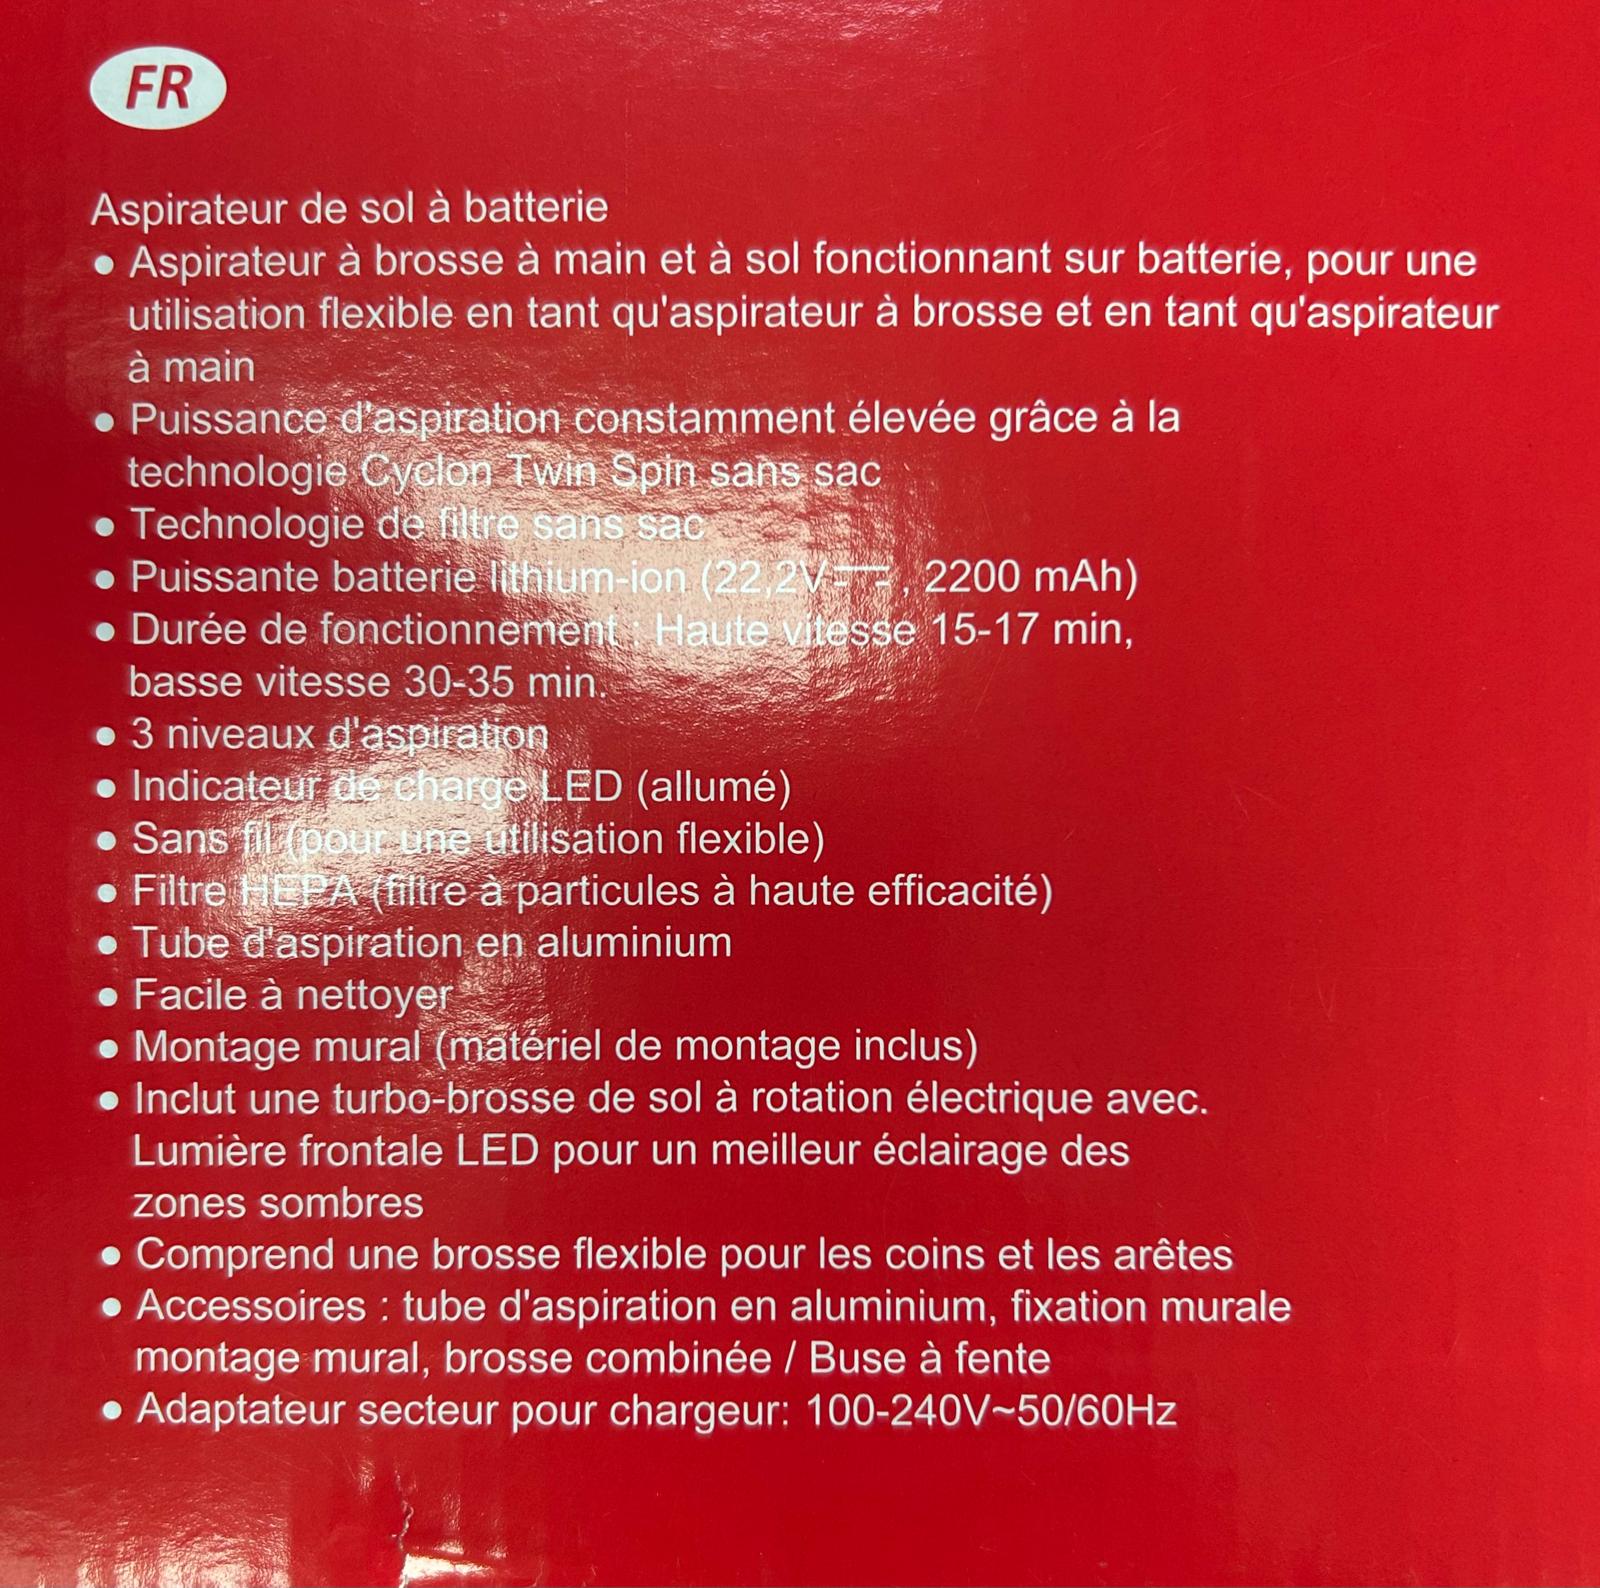 FR
Aspirateur de sol à batterie
● Aspirateur à brosse à main et à sol fonctionnant sur batterie, pour une
utilisation flexible en tant qu'aspirateur à brosse et en tant qu'aspirateur
à main
● Puissance d'aspiration constamment élevée grâce à la
technologie Cyclon Twin Spin sans sac
● Technologie de filtre sans sac
● Puissante batterie lithium-ion (22,2V⎓, 2200 mAh)
● Durée de fonctionnement : Haute vitesse 15-17 min,
basse vitesse 30-35 min.
● 3 niveaux d'aspiration
● Indicateur de charge LED (allumé)
● Sans fil (pour une utilisation flexible)
● Filtre HEPA (filtre à particules à haute efficacité)
● Tube d'aspiration en aluminium
● Facile à nettoyer
● Montage mural (matériel de montage inclus)
● Inclut une turbo-brosse de sol à rotation électrique avec.
Lumière frontale LED pour un meilleur éclairage des
zones sombres
● Comprend une brosse flexible pour les coins et les arêtes
● Accessoires : tube d'aspiration en aluminium, fixation murale
montage mural, brosse combinée / Buse à fente
● Adaptateur secteur pour chargeur: 100-240V~50/60Hz